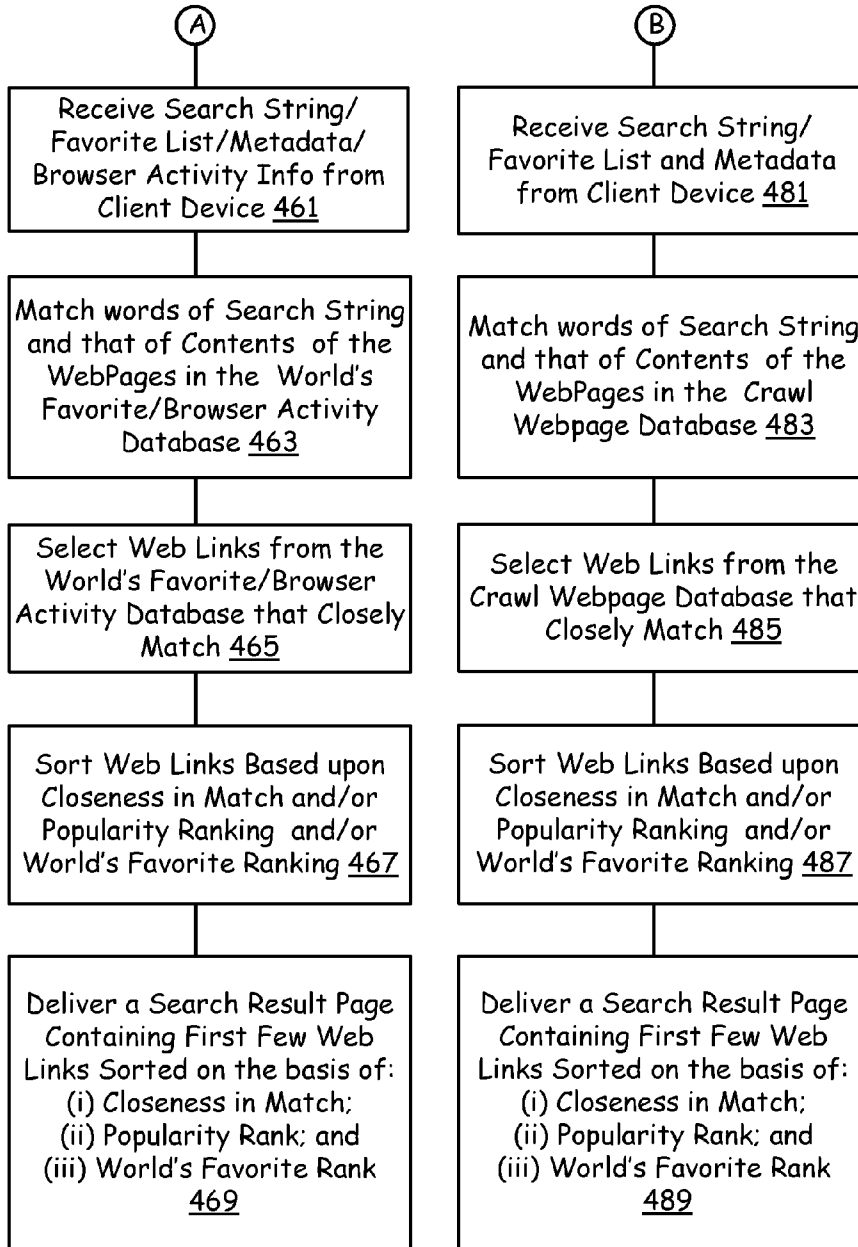 A
Receive Search String/
Favorite List/Metadata/
Browser Activity Info from
Client Device 461
Match words of Search String
and that of Contents of the
WebPages in the World's
Favorite/Browser Activity
Database 463
Select Web Links from the
World's Favorite/Browser
Activity Database that Closely
Match 465
Sort Web Links Based upon
Closeness in Match and/or
Popularity Ranking and/or
World's Favorite Ranking 467
Deliver a Search Result Page
Containing First Few Web
Links Sorted on the basis of:
(i) Closeness in Match;
(ii) Popularity Rank; and
(iii) World's Favorite Rank
469
B
Receive Search String/
Favorite List and Metadata
from Client Device 481
Match words of Search String
and that of Contents of the
WebPages in the Crawl
Webpage Database 483
Select Web Links from the
Crawl Webpage Database that
Closely Match 485
Sort Web Links Based upon
Closeness in Match and/or
Popularity Ranking and/or
World's Favorite Ranking 487
Deliver a Search Result Page
Containing First Few Web
Links Sorted on the basis of:
(i) Closeness in Match;
(ii) Popularity Rank; and
(iii) World's Favorite Rank
489